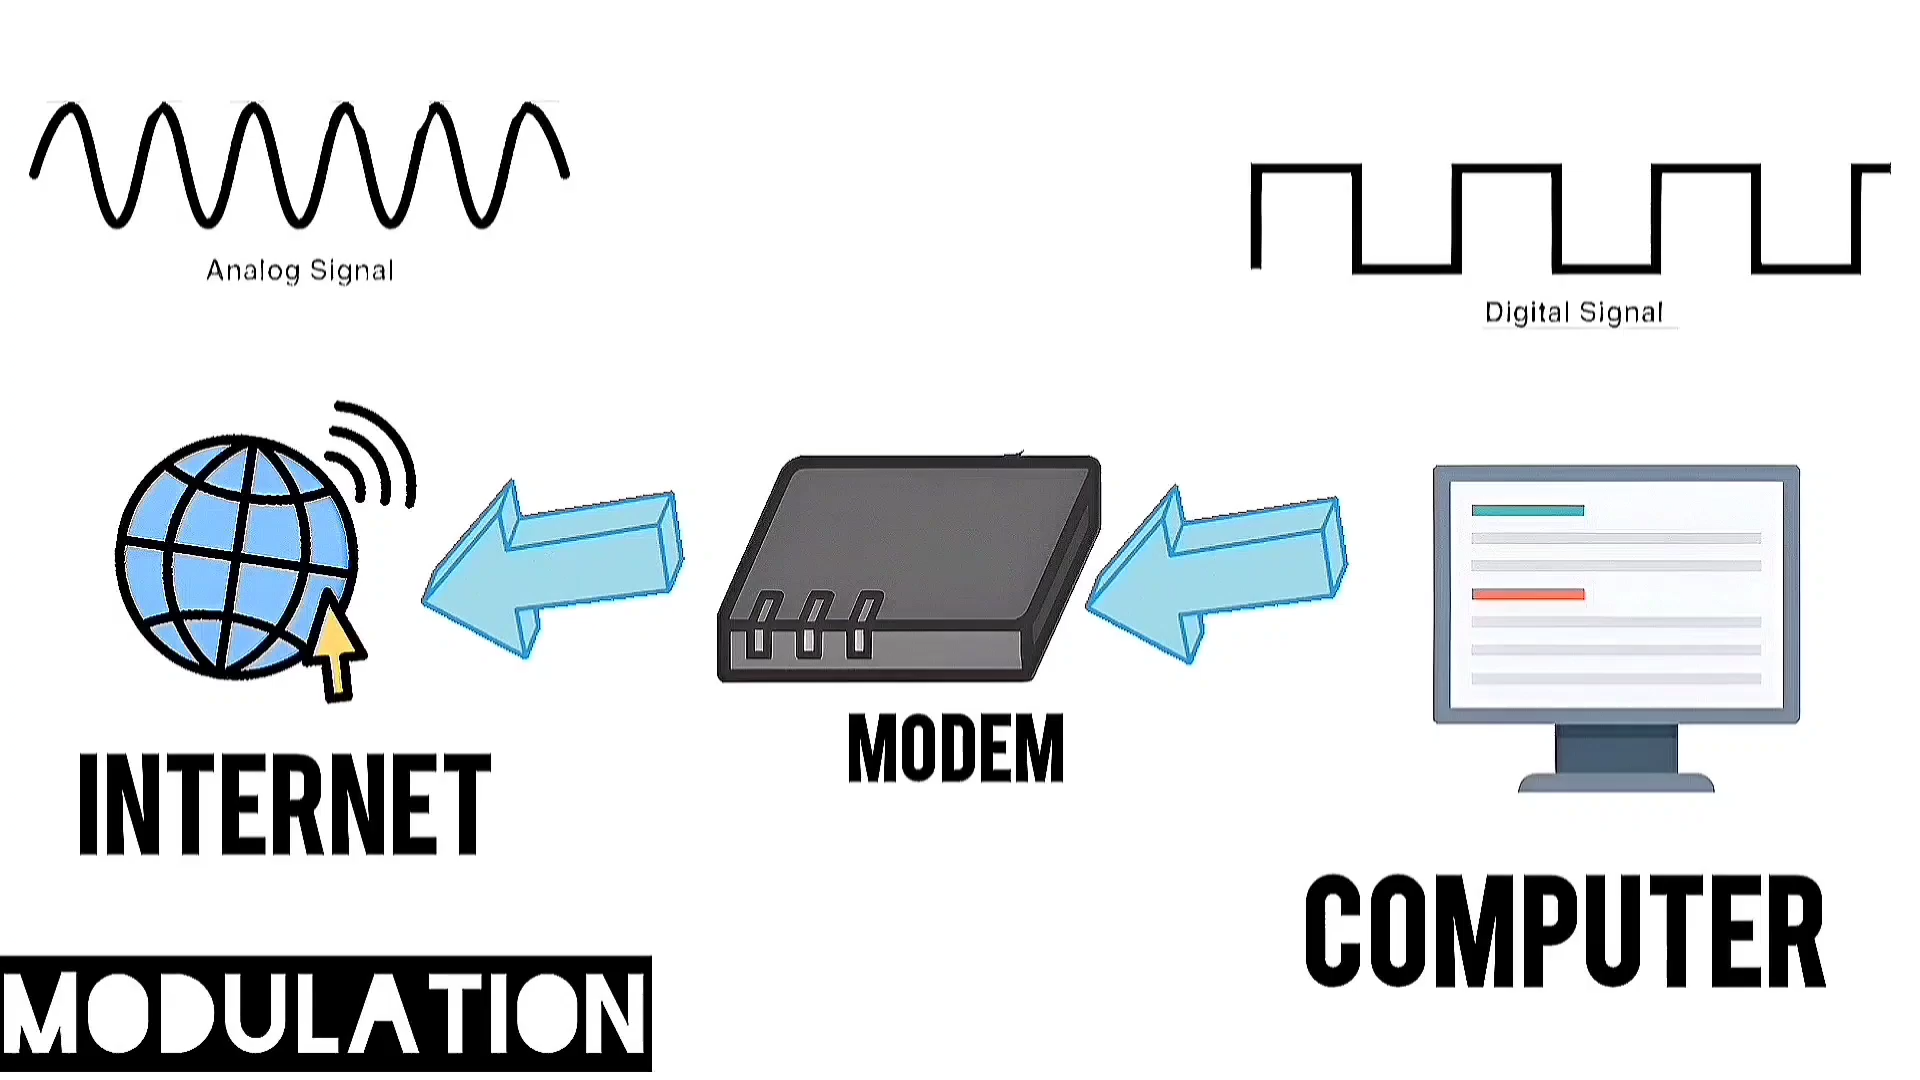 Analog Signal
Digital Signal
INTERNET
MODEM
COMPUTER
MODULATION